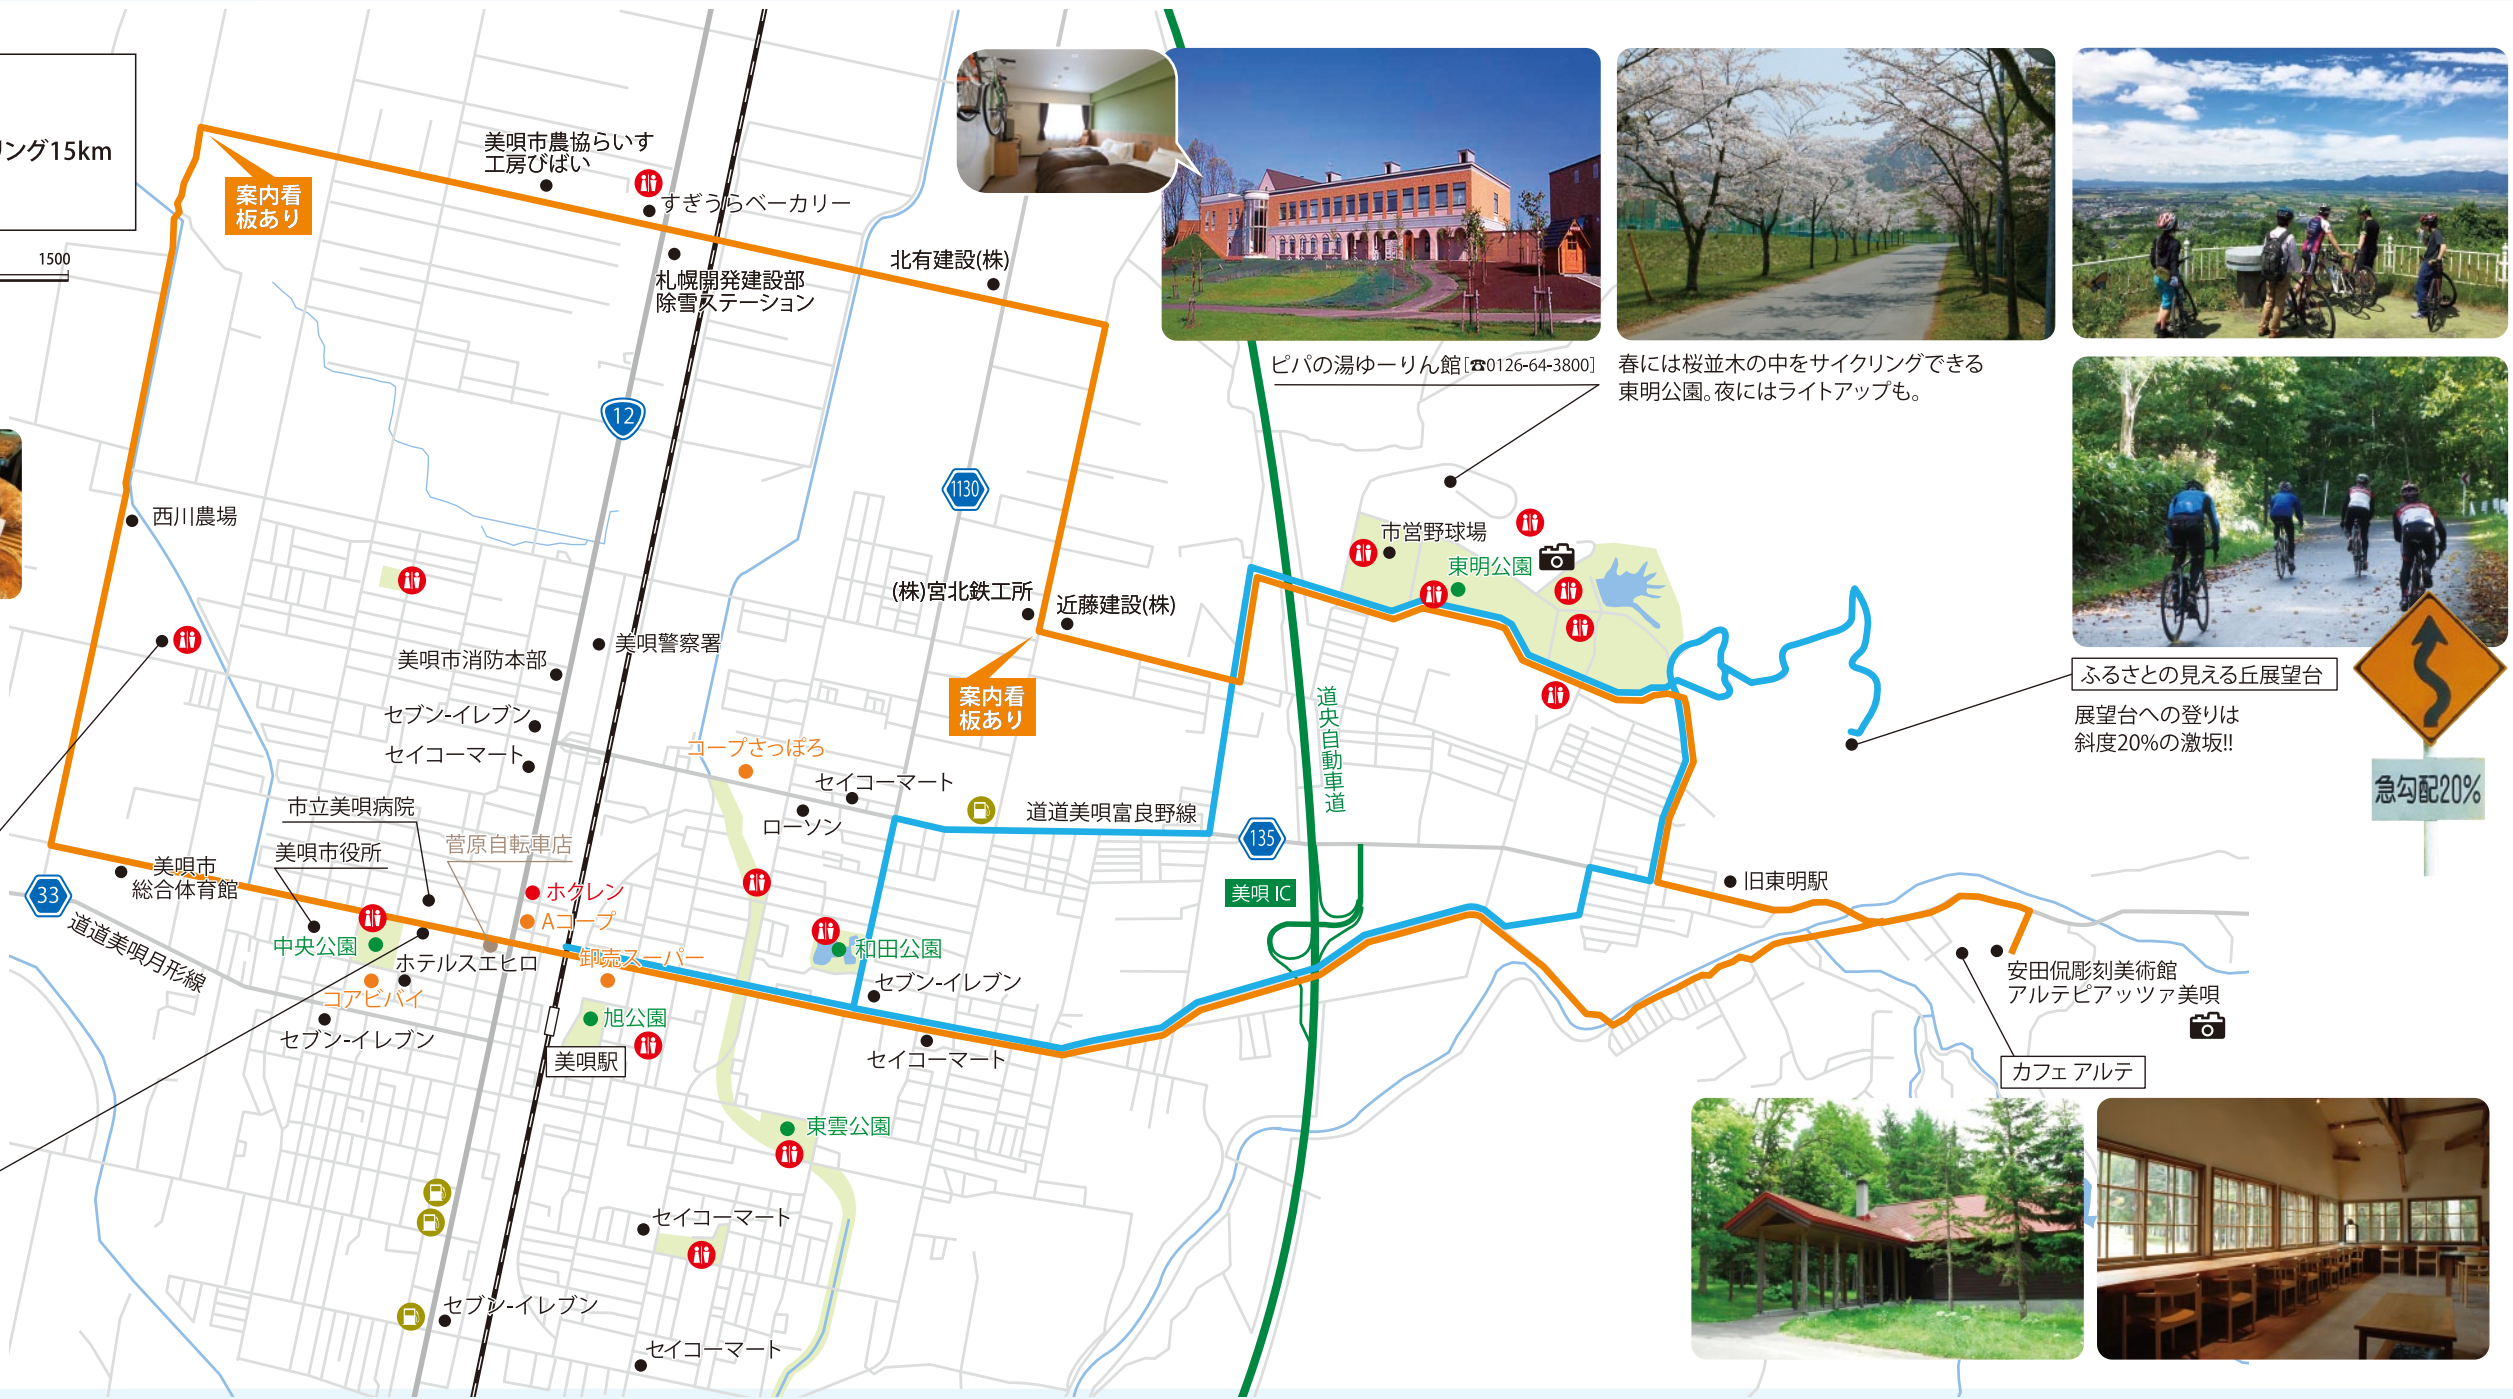 リング15km
1500
案内看
板あり
美唄市農協らいす
工房びばい
すぎうらベーカリー
札幌開発建設部
除雪ステーション
北有建設(株)
12
1130
西川農場
(株)宮北鉄工所
近藤建設(株)
案内看
板あり
美唄警察署
美唄市消防本部
セブン-イレブン
セイコーマート
コープさっぽろ
セイコーマート
ローソン
道道美唄富良野線
135
道央自動車道
美唄 IC
市立美唄病院
美唄市役所
菅原自転車店
ホクレン
Aコープ
卸売スーパー
美唄市
総合体育館
33
道道美唄月形線
中央公園
コアビバイ
ホテルスエヒロ
セブン-イレブン
旭公園
美唄駅
和田公園
セブン-イレブン
セイコーマート
東雲公園
セイコーマート
セブン-イレブン
セイコーマート
ピパの湯ゆーりん館[☎0126-64-3800]
春には桜並木の中をサイクリングできる
東明公園。夜にはライトアップも。
市営野球場
東明公園
ふるさとの見える丘展望台
展望台への登りは
斜度20%の激坂!!
急勾配20%
旧東明駅
安田侃彫刻美術館
アルテピアッツァ美唄
カフェ アルテ